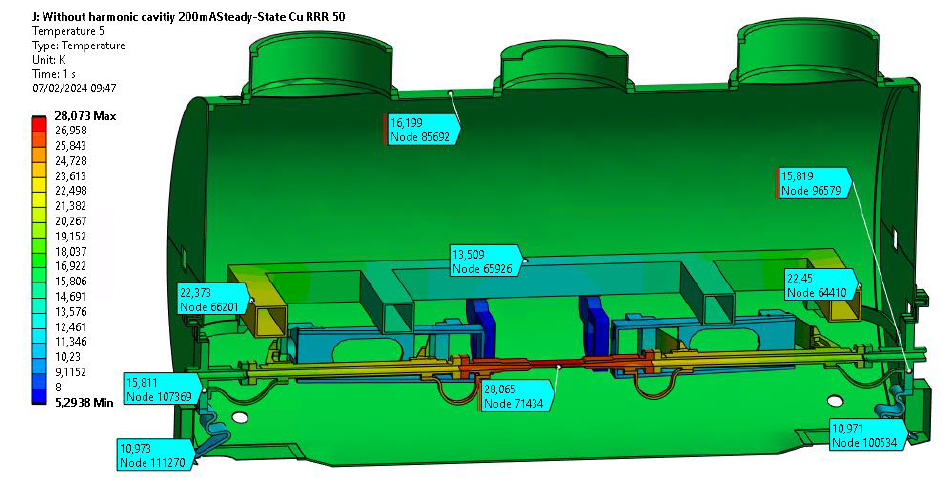 J: Without harmonic cavitiy 200mASteady-State Cu RRR 50
Temperature 5
Type: Temperature
Unit: K
Time: 1 s
07/02/2024 09:47
28,073 Max
26,958
25,843
24,728
23,613
22,498
21,382
20,267
19,152
18,037
16,922
15,806
14,691
13,576
12,461
11,346
10,23
9,1152
8
5,2938 Min
16,199
Node 85692
15,819
Node 96579
13,509
Node 65926
22,373
Node 66201
22,45
Node 64410
15,811
Node 107369
28,065
Node 71434
10,973
Node 111270
10,971
Node 100534